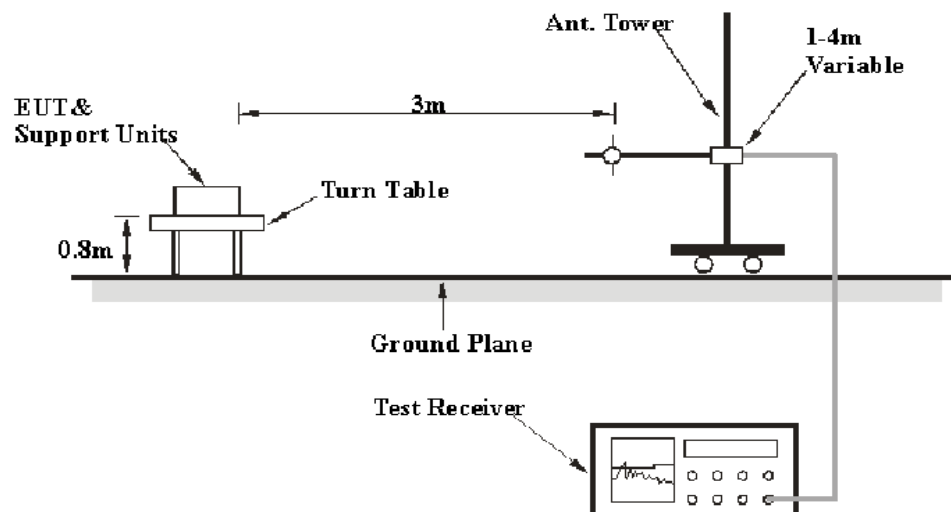 Ant. Tower
1-4m
Variable
EUT&
Support Units
3m
Turn Table
0.8m
Ground Plane
Test Receiver